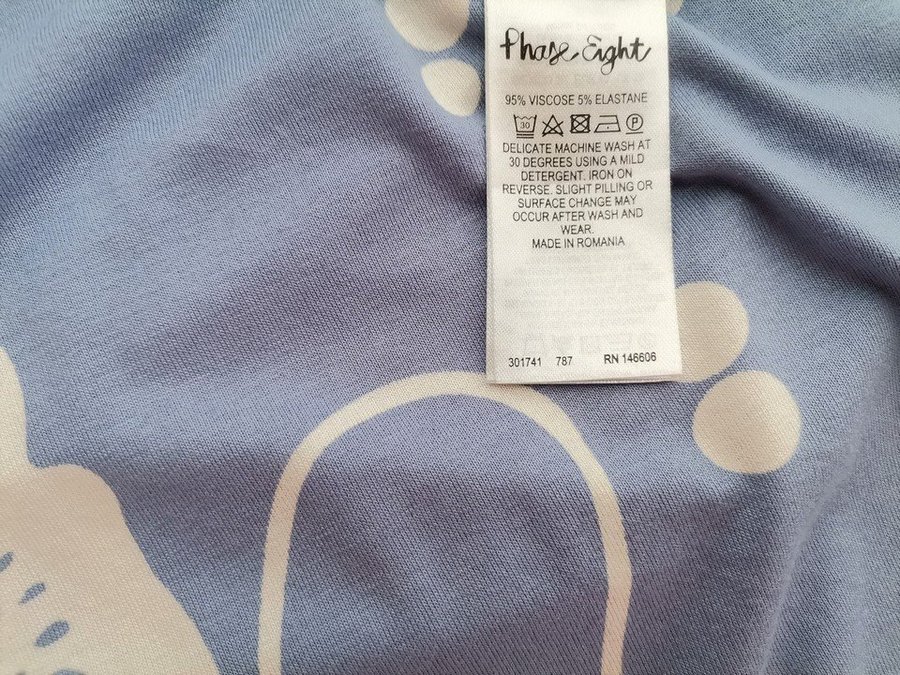 Phase Eight
95% VISCOSE 5% ELASTANE
30 P
DELICATE MACHINE WASH AT
30 DEGREES USING A MILD
DETERGENT. IRON ON
REVERSE. SLIGHT PILLING OR
SURFACE CHANGE MAY
OCCUR AFTER WASH AND
WEAR.
MADE IN ROMANIA
301741 787 RN 146606